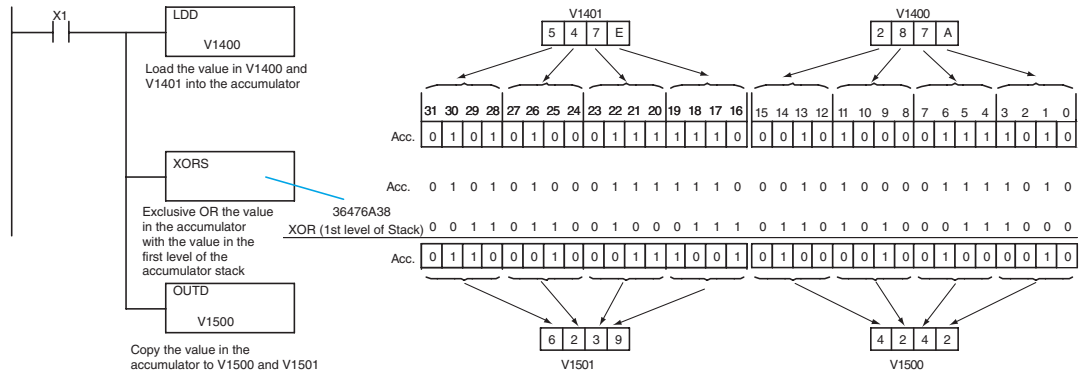 X1
LDD
V1400
Load the value in V1400 and
V1401 into the accumulator
XORS
36476A38
Exclusive OR the value
in the accumulator
with the value in the
first level of the
accumulator stack
OUTD
V1500
Copy the value in the
accumulator to V1500 and V1501
V1401 V1400
5 4 7 E 2 8 7 A
31 30 29 28 27 26 25 24 23 22 21 20 19 18 17 16 15 14 13 12 11 10 9 8 7 6 5 4 3 2 1 0
Acc. 0 1 0 1 0 1 0 0 0 1 1 1 1 1 1 0 0 0 1 0 1 0 0 0 0 1 1 1 1 0 1 0
Acc. 0 1 0 1 0 1 0 0 0 1 1 1 1 1 1 0 0 0 1 0 1 0 0 0 0 1 1 1 1 0 1 0
XOR (1st level of Stack) 0 0 1 1 0 1 1 0 0 1 0 0 0 1 1 1 0 1 1 0 1 0 1 0 0 0 1 1 1 0 0 0
Acc. 0 1 1 0 0 0 1 0 0 0 1 1 1 0 0 1 0 1 0 0 0 0 1 0 0 1 0 0 0 0 1 0
6 2 3 9 4 2 4 2
V1501 V1500